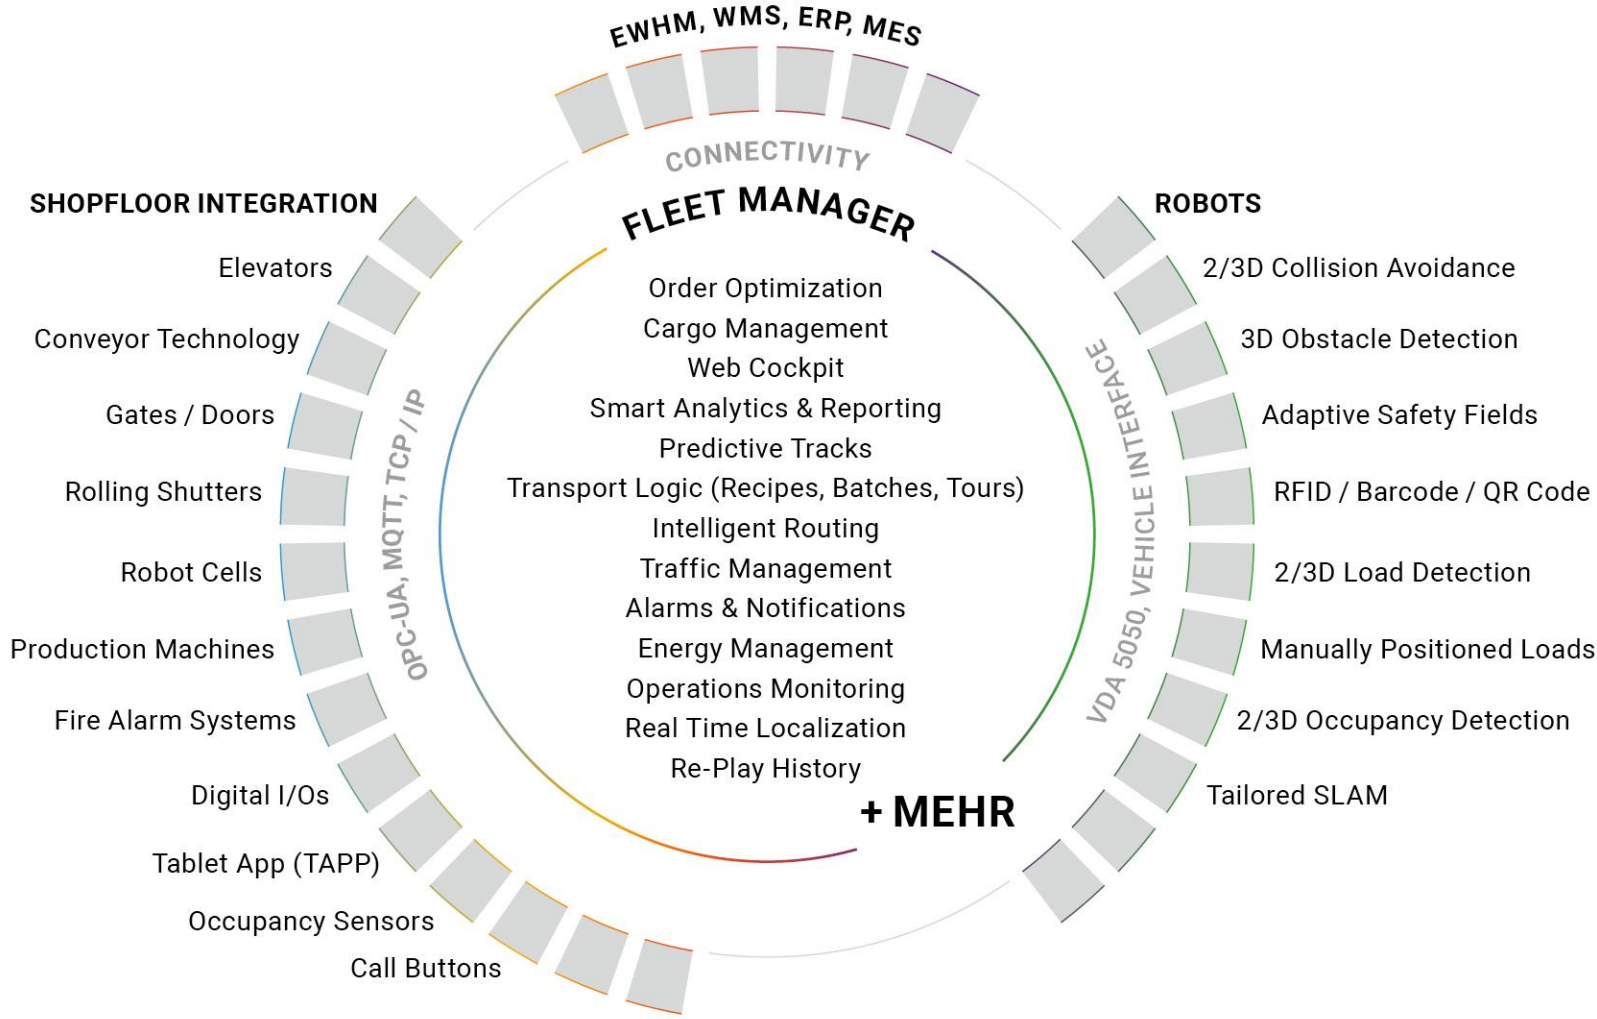 EWHM, WMS, ERP, MES
CONNECTIVITY
FLEET MANAGER
Order Optimization
Cargo Management
Web Cockpit
Smart Analytics & Reporting
Predictive Tracks
Transport Logic (Recipes, Batches, Tours)
Intelligent Routing
Traffic Management
Alarms & Notifications
Energy Management
Operations Monitoring
Real Time Localization
Re-Play History
+ MEHR
SHOPFLOOR INTEGRATION
Elevators
Conveyor Technology
Gates / Doors
Rolling Shutters
Robot Cells
Production Machines
Fire Alarm Systems
Digital I/Os
Tablet App (TAPP)
Occupancy Sensors
Call Buttons
OPC-UA, MQTT, TCP / IP
VDA 5050, VEHICLE INTERFACE
ROBOTS
2/3D Collision Avoidance
3D Obstacle Detection
Adaptive Safety Fields
RFID / Barcode / QR Code
2/3D Load Detection
Manually Positioned Loads
2/3D Occupancy Detection
Tailored SLAM